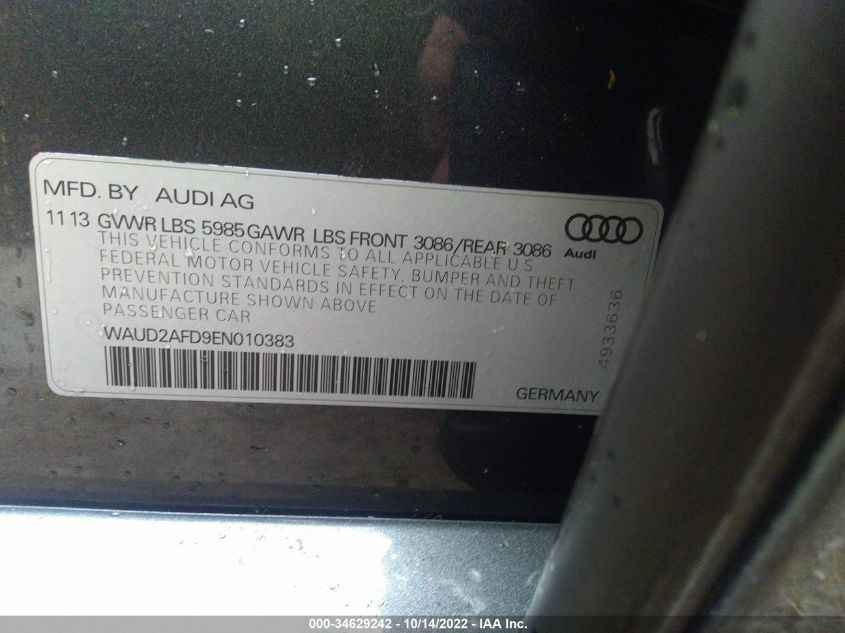 MFD. BY AUDI AG
11 13 GVWR LBS 5985 GAWR LBS FRONT 3086/REAR 3086
Audi
THIS VEHICLE CONFORMS TO ALL APPLICABLE U.S
FEDERAL MOTOR VEHICLE SAFETY, BUMPER AND THEFT
PREVENTION STANDARDS IN EFFECT ON THE DATE OF
MANUFACTURE SHOWN ABOVE
PASSENGER CAR
WAUD2AFD9EN010383
4933636
GERMANY
000-34629242 - 10/14/2022 - IAA Inc.